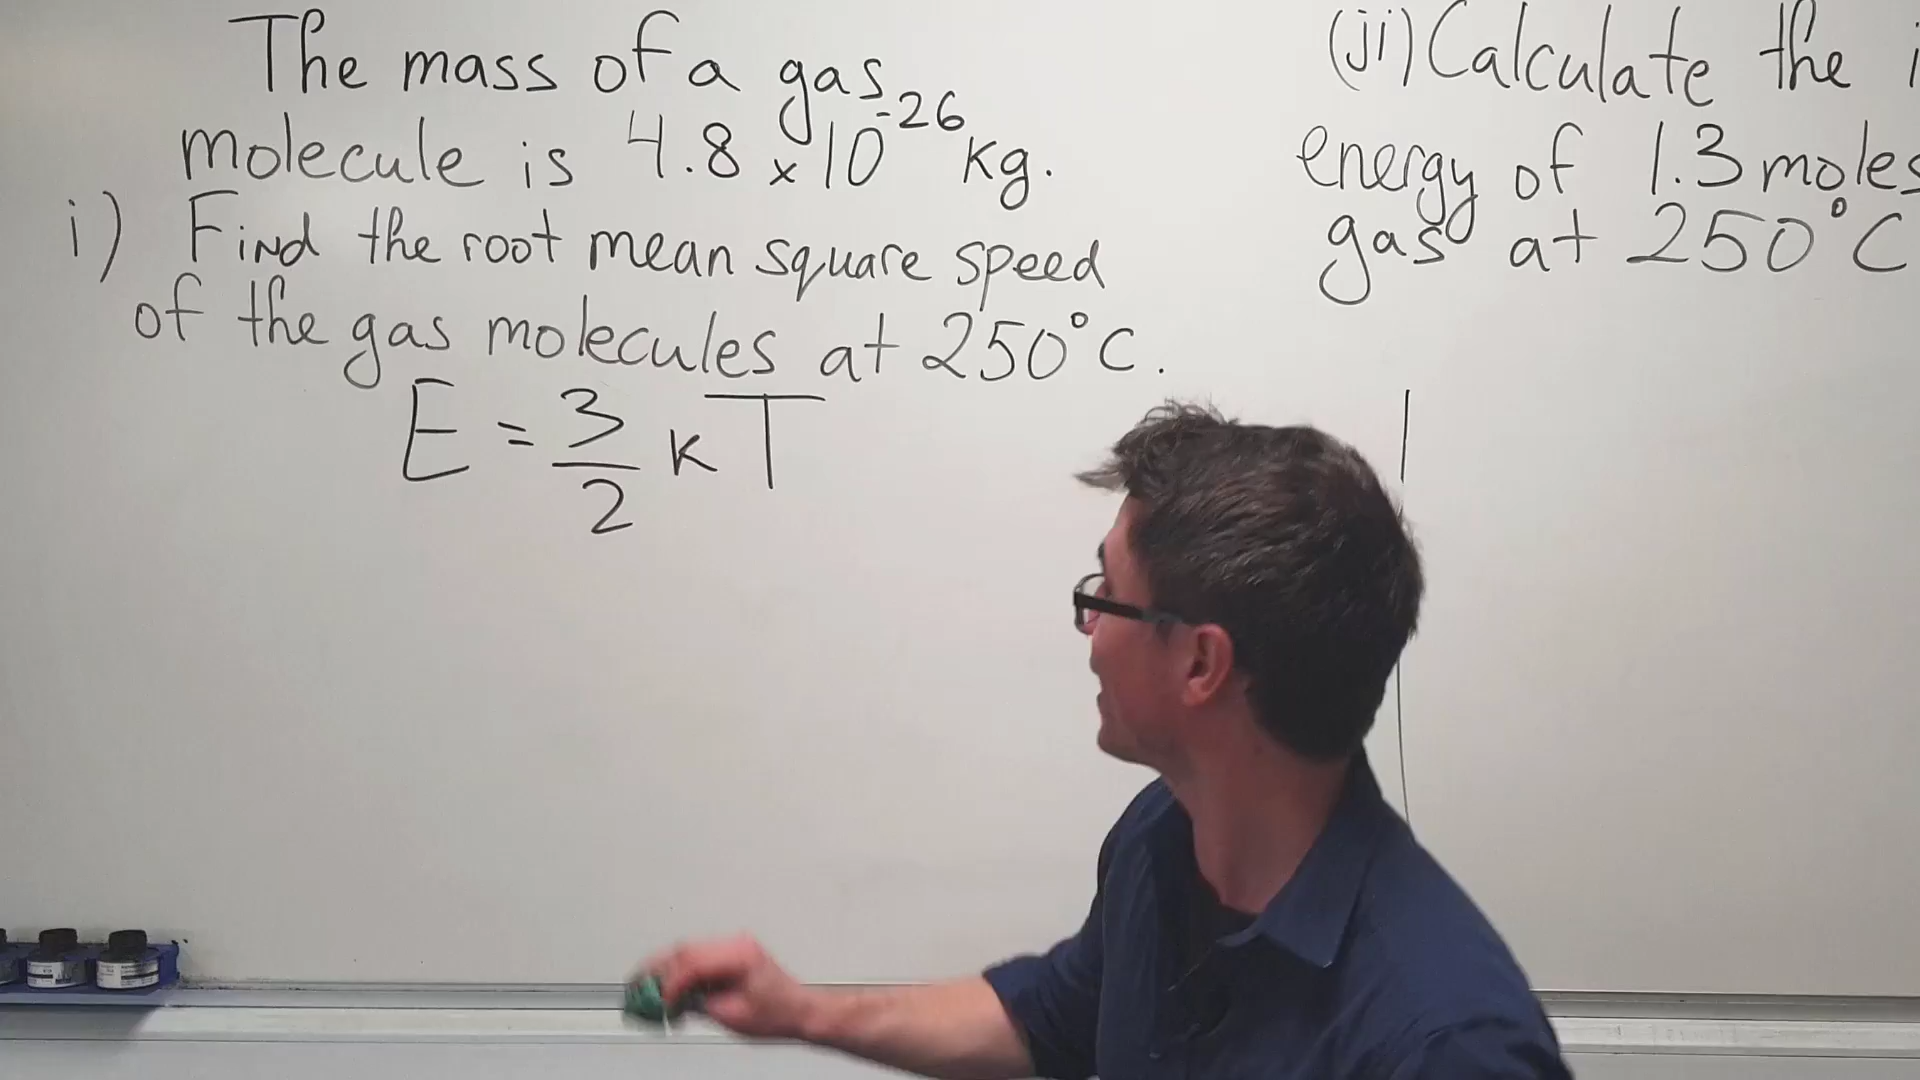 The mass of a gas
molecule is 4.8 x 10^-26 kg.
i) Find the root mean square speed
of the gas molecules at 250°C.
E = 3/2 k T
(ii) Calculate the
energy of 1.3 moles
gas at 250°C